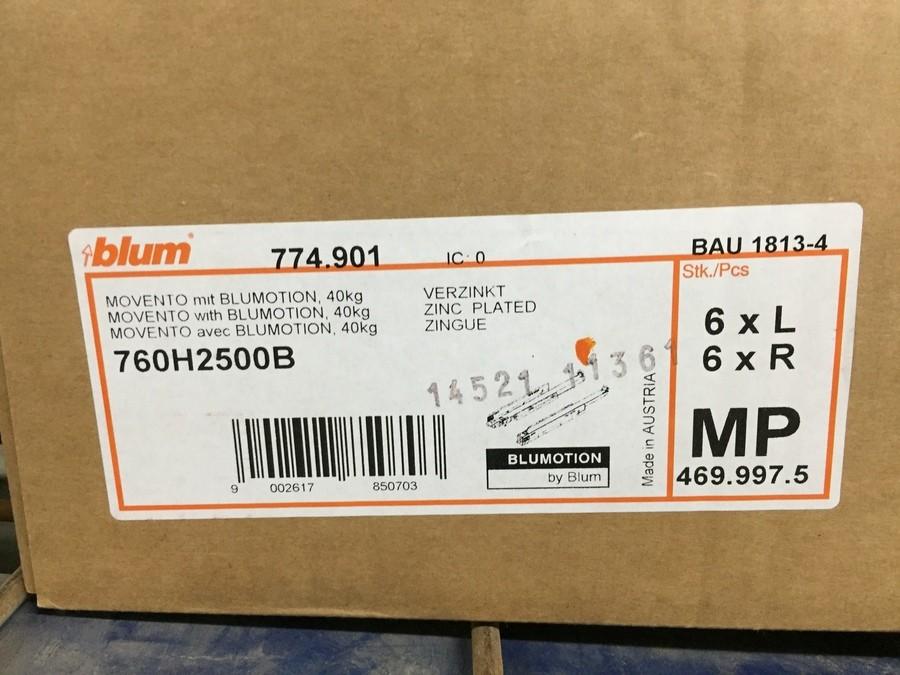 blum
774.901
IC: 0
BAU 1813-4
MOVENTO mit BLUMOTION, 40kg
MOVENTO with BLUMOTION, 40kg
MOVENTO avec BLUMOTION, 40kg
760H2500B
VERZINKT
ZINC PLATED
ZINGUE
14521 11361
9 002617 850703
BLUMOTION
by Blum
Made in AUSTRIA
Stk./Pcs
6 x L
6 x R
MP
469.997.5